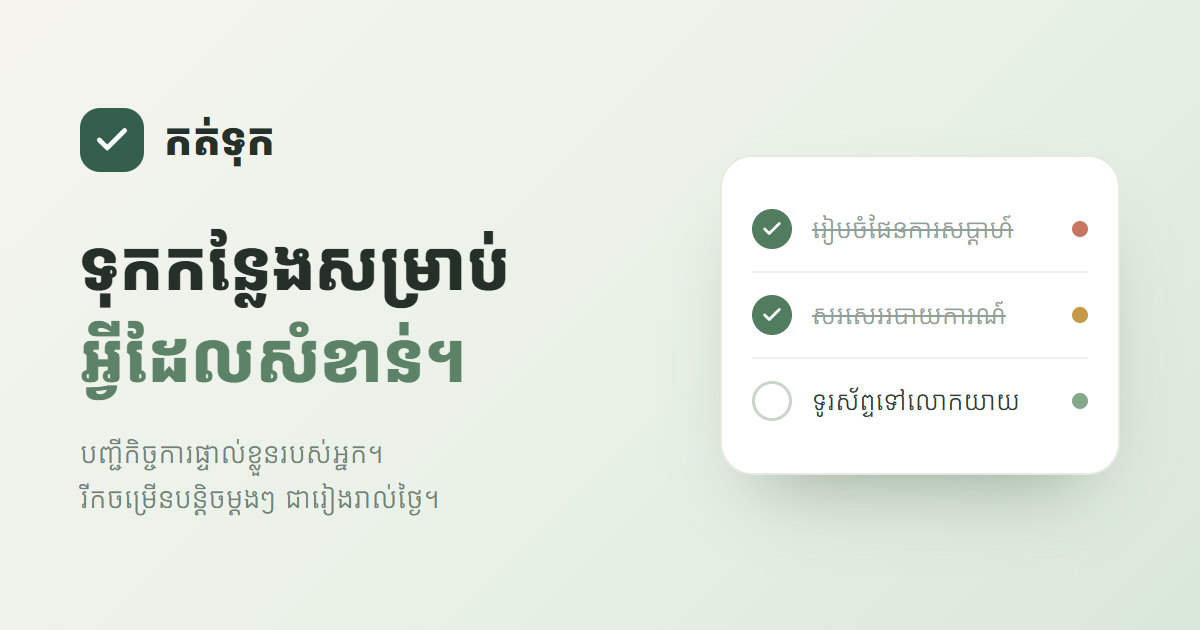 កត់ទុក
ទុកកន្លែងសម្រាប់
អ្វីដែលសំខាន់។
បញ្ជីកិច្ចការផ្ទាល់ខ្លួនរបស់អ្នក។
រីកចម្រើនបន្តិចម្តងៗ ជារៀងរាល់ថ្ងៃ។
រៀបចំផែនការសប្តាហ៍
សរសេររបាយការណ៍
ទូរស័ព្ទទៅលោកយាយ